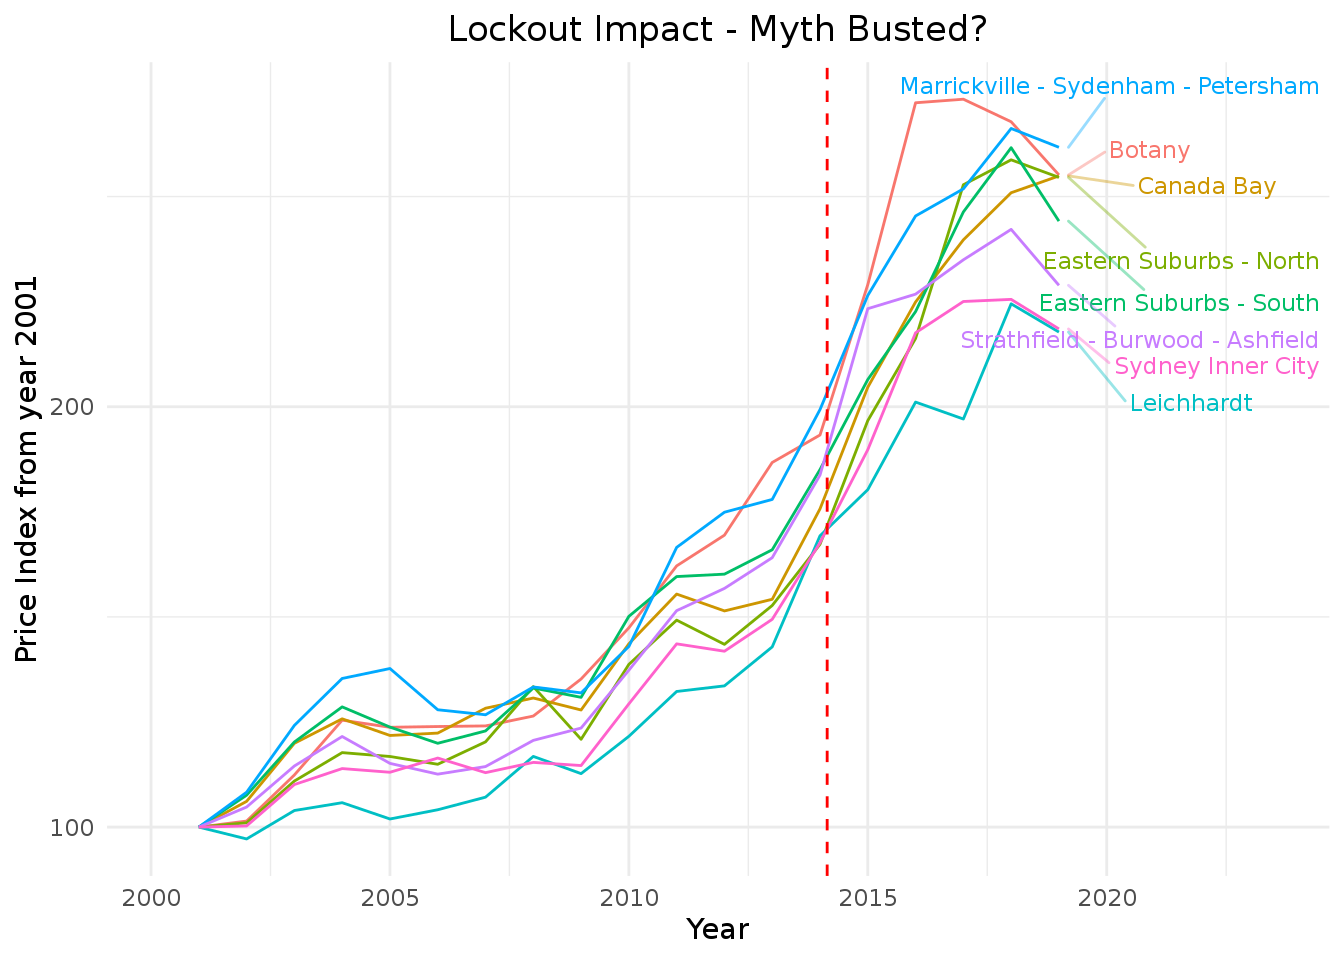 Lockout Impact - Myth Busted?
Marrickville - Sydenham - Petersham
Botany
Canada Bay
Eastern Suburbs - North
Eastern Suburbs - South
Strathfield - Burwood - Ashfield
Sydney Inner City
Leichhardt
Price Index from year 2001
200
100
2000
2005
2010
2015
2020
Year